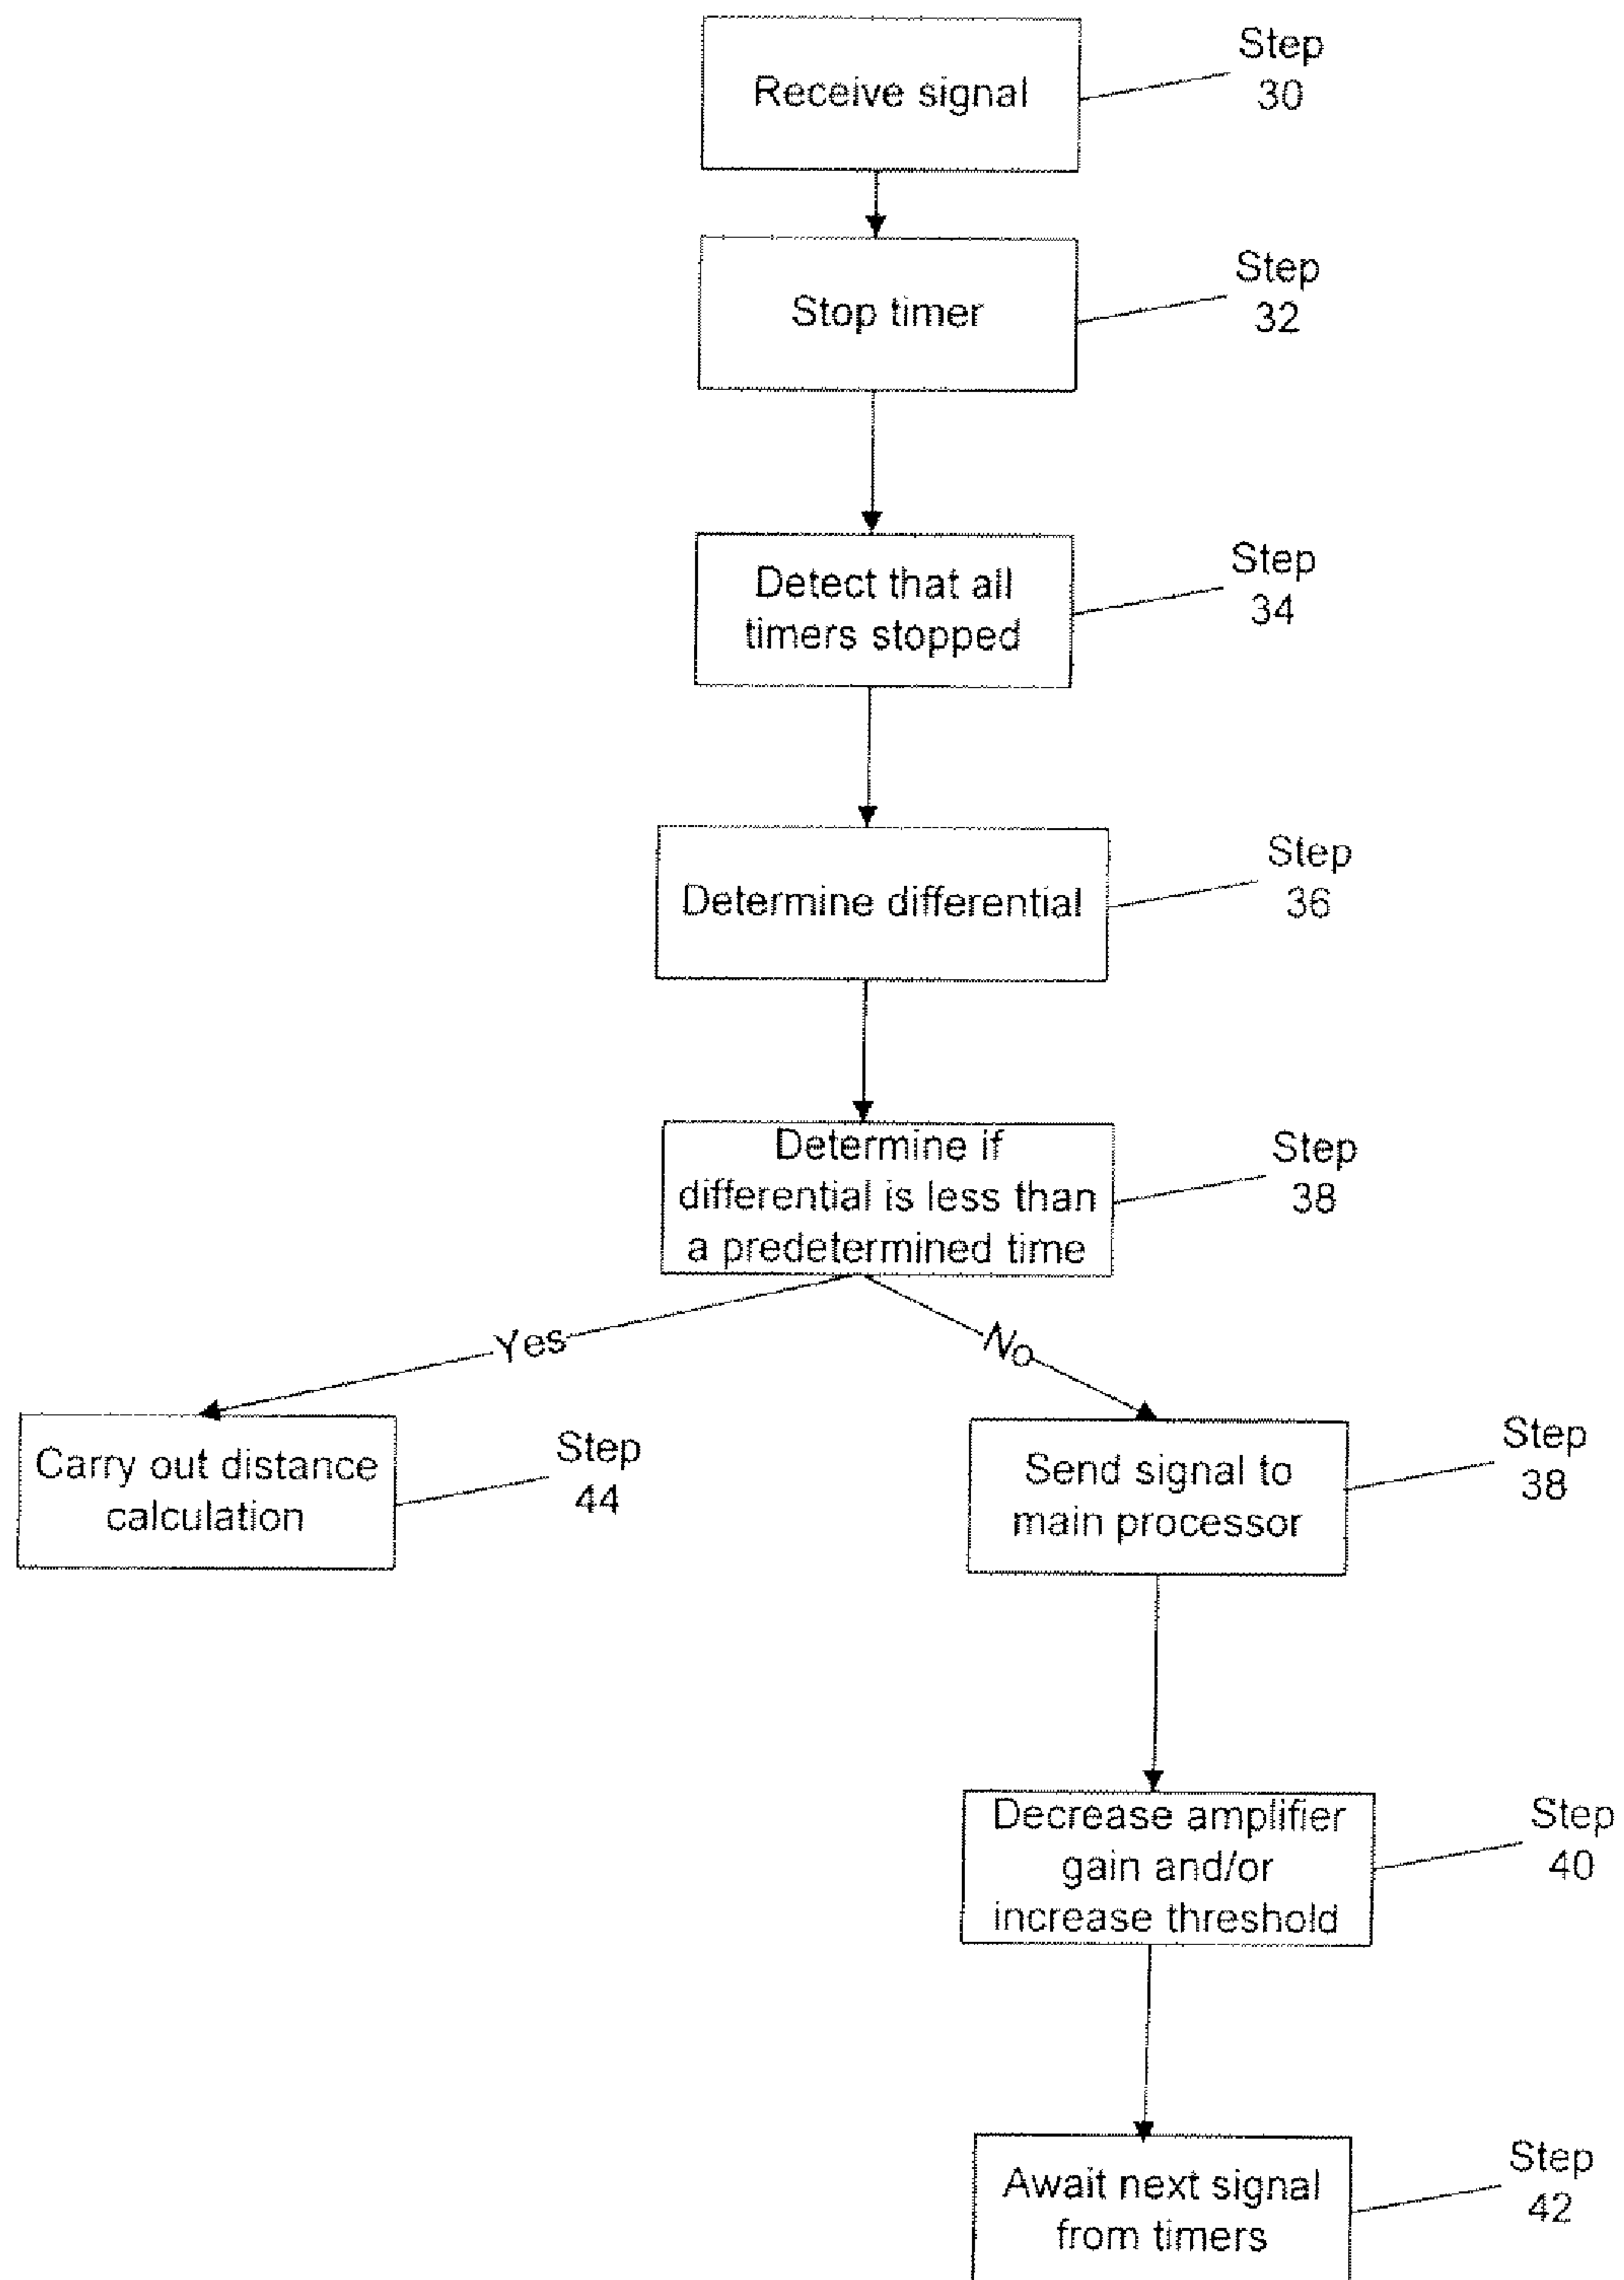 Receive signal
Step
30
Stop timer
Step
32
Detect that all
timers stopped
Step
34
Determine differential
Step
36
Determine if
differential is less than
a predetermined time
Step
38
Yes
No
Carry out distance
calculation
Step
44
Send signal to
main processor
Step
38
Decrease amplifier
gain and/or
increase threshold
Step
40
Await next signal
from timers
Step
42